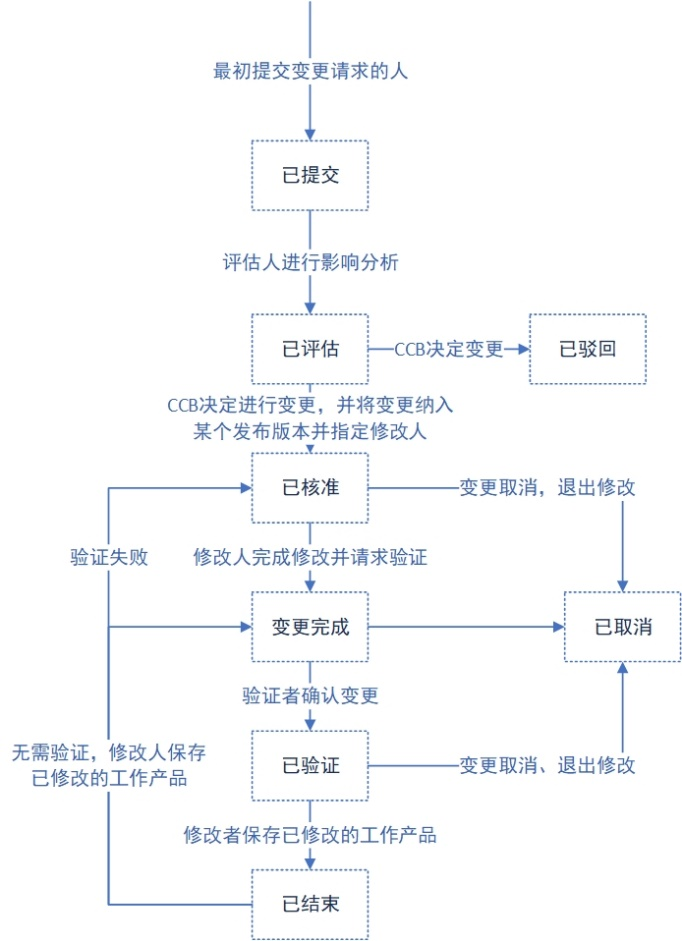 最初提交变更请求的人
已提交
评估人进行影响分析
已评估
CCB决定变更
已驳回
CCB决定进行变更，并将变更纳入
某个发布版本并指定修改人
已核准
变更取消，退出修改
验证失败
修改人完成修改并请求验证
变更完成
已取消
验证者确认变更
无需验证，修改人保存
已修改的工作产品
已验证
变更取消、退出修改
修改者保存已修改的工作产品
已结束